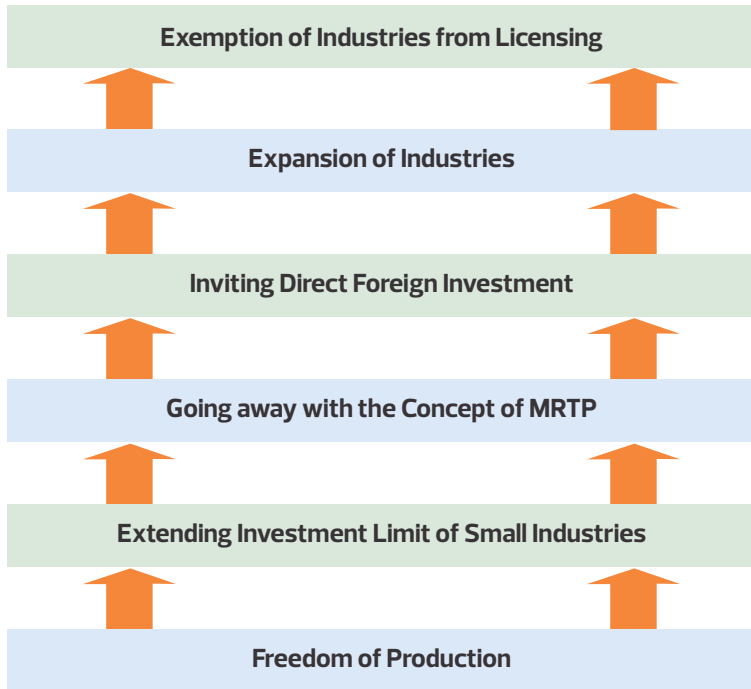 Exemption of Industries from Licensing
Expansion of Industries
Inviting Direct Foreign Investment
Going away with the Concept of MRTP
Extending Investment Limit of Small Industries
Freedom of Production